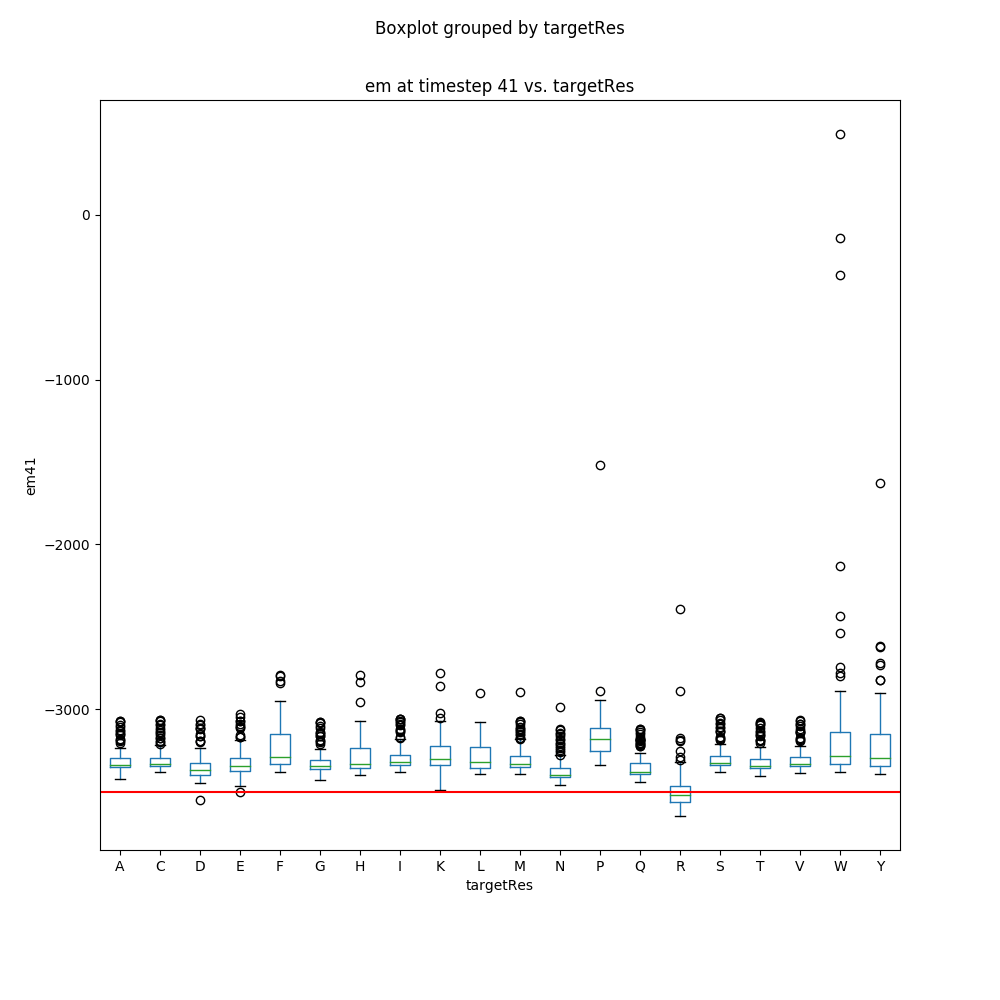 Boxplot grouped by targetRes
em at timestep 41 vs. targetRes
0
−1000
−2000
−3000
em41
A C D E F G H I K L M N P Q R S T V W Y
targetRes